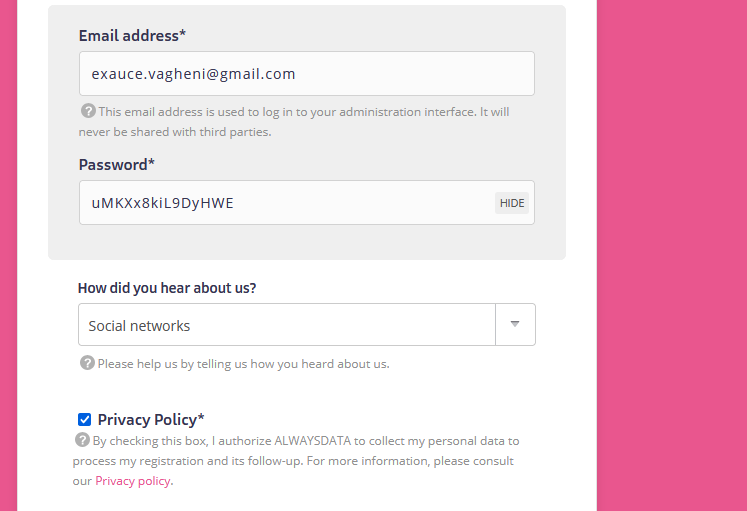 Email address*
exauce.vagheni@gmail.com
? This email address is used to log in to your administration interface. It will
never be shared with third parties.
Password*
uMKXx8kiL9DyHWE
HIDE
How did you hear about us?
Social networks
? Please help us by telling us how you heard about us.
Privacy Policy*
? By checking this box, I authorize ALWAYSDATA to collect my personal data to
process my registration and its follow-up. For more information, please consult
our Privacy policy.